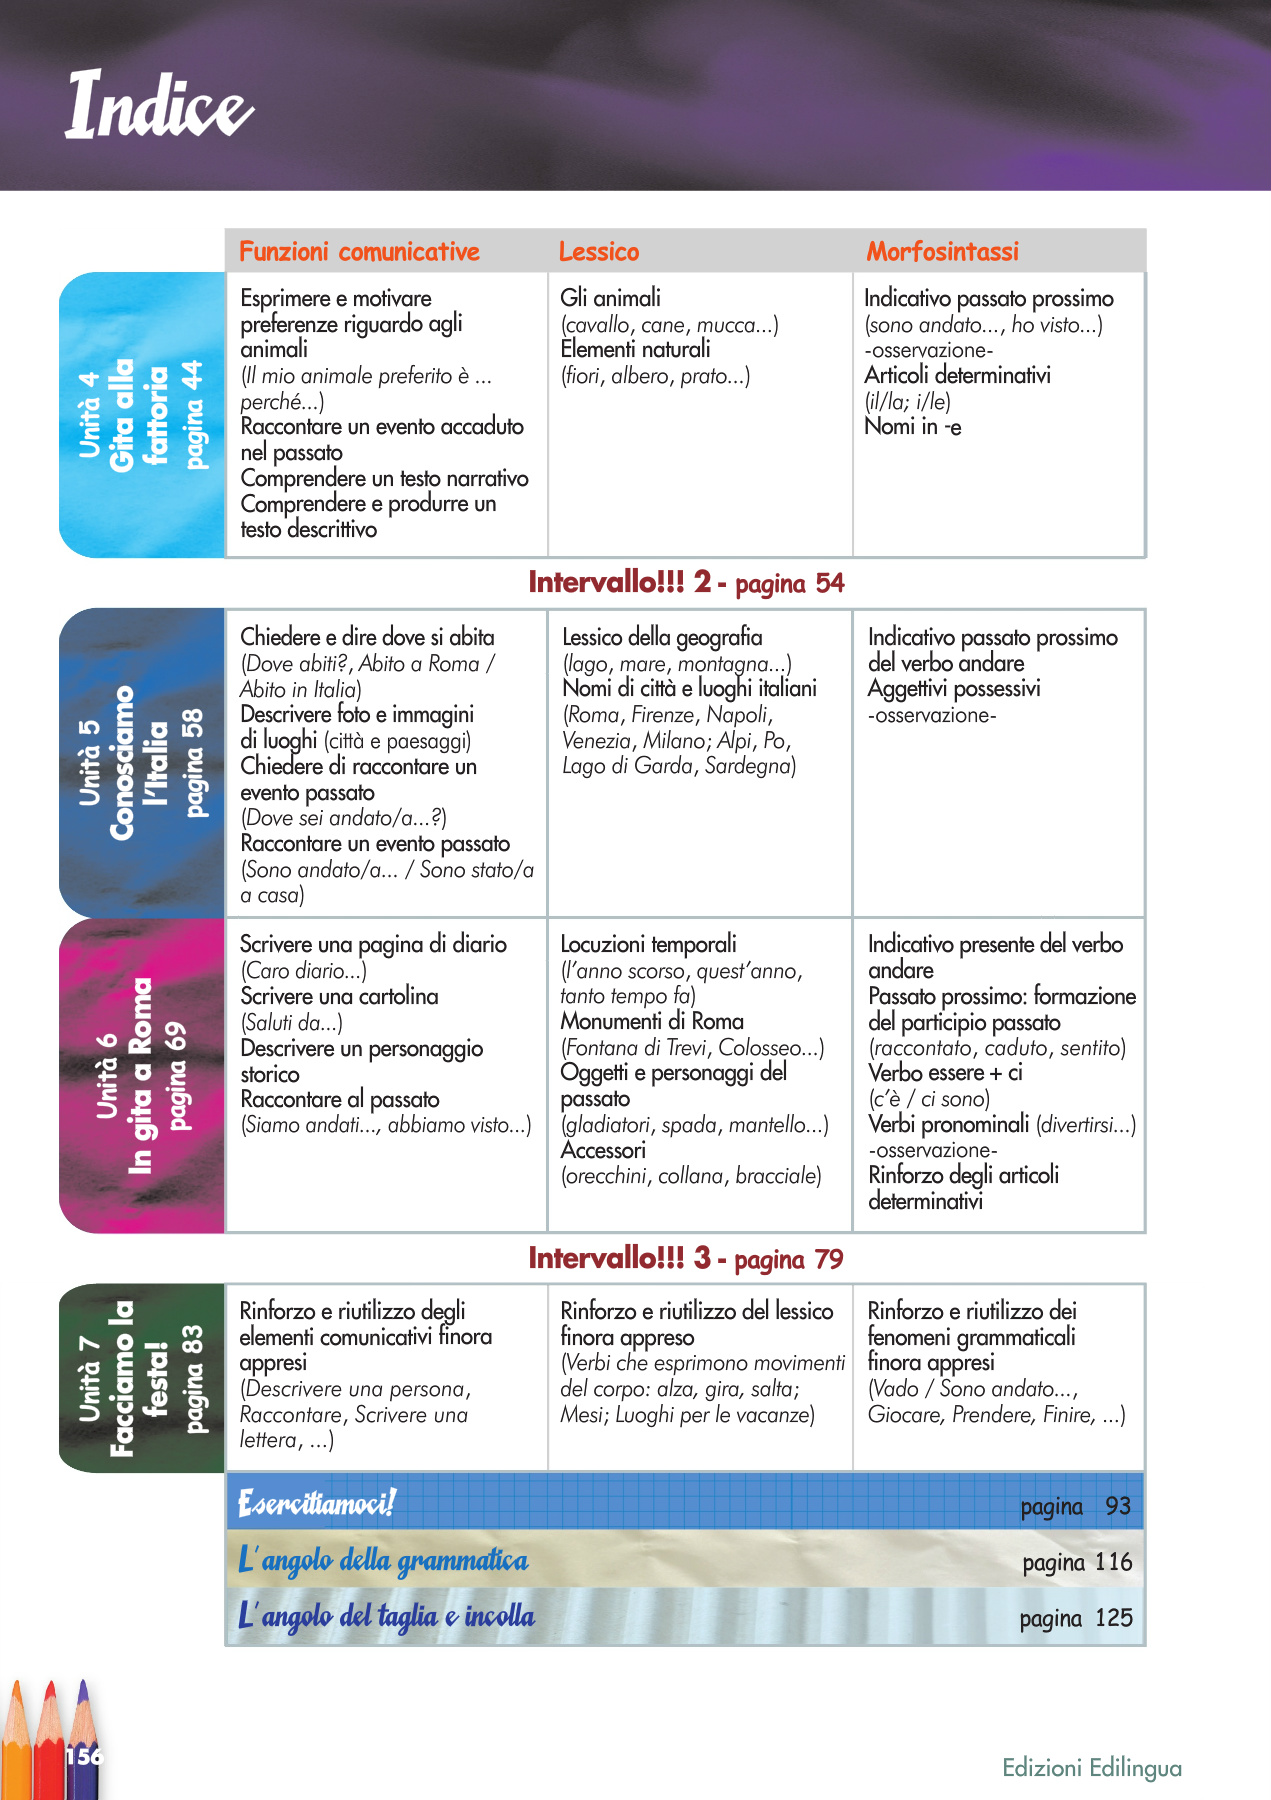 Indice
Funzioni comunicative
Lessico
Morfosintassi
Unità 4
Gita alla
fattoria
pagina 44
Esprimere e motivare
preferenze riguardo agli
animali
(Il mio animale preferito è ...
perché...)
Raccontare un evento accaduto
nel passato
Comprendere un testo narrativo
Comprendere e produrre un
testo descrittivo
Gli animali
(cavallo, cane, mucca...)
Elementi naturali
(fiori, albero, prato...)
Indicativo passato prossimo
(sono andato..., ho visto...)
-osservazione-
Articoli determinativi
(il/la; i/le)
Nomi in -e
Intervallo!!! 2 - pagina 54
Unità 5
Conosciamo
l'Italia
pagina 58
Chiedere e dire dove si abita
(Dove abiti?, Abito a Roma /
Abito in Italia)
Descrivere foto e immagini
di luoghi (città e paesaggi)
Chiedere di raccontare un
evento passato
(Dove sei andato/a...?)
Raccontare un evento passato
(Sono andato/a... / Sono stato/a
a casa)
Lessico della geografia
(lago, mare, montagna...)
Nomi di città e luoghi italiani
(Roma, Firenze, Napoli,
Venezia, Milano; Alpi, Po,
Lago di Garda, Sardegna)
Indicativo passato prossimo
del verbo andare
Aggettivi possessivi
-osservazione-
Unità 6
In gita a Roma
pagina 69
Scrivere una pagina di diario
(Caro diario...)
Scrivere una cartolina
(Saluti da...)
Descrivere un personaggio
storico
Raccontare al passato
(Siamo andati..., abbiamo visto...)
Locuzioni temporali
(l'anno scorso, quest'anno,
tanto tempo fa)
Monumenti di Roma
(Fontana di Trevi, Colosseo...)
Oggetti e personaggi del
passato
(gladiatori, spada, mantello...)
Accessori
(orecchini, collana, bracciale)
Indicativo presente del verbo
andare
Passato prossimo: formazione
del participio passato
(raccontato, caduto, sentito)
Verbo essere + ci
(c'è / ci sono)
Verbi pronominali (divertirsi...)
-osservazione-
Rinforzo degli articoli
determinativi
Intervallo!!! 3 - pagina 79
Unità 7
Facciamo la
festa!
pagina 83
Rinforzo e riutilizzo degli
elementi comunicativi finora
appresi
(Descrivere una persona,
Raccontare, Scrivere una
lettera, ...)
Rinforzo e riutilizzo del lessico
finora appreso
(Verbi che esprimono movimenti
del corpo: alza, gira, salta;
Mesi; Luoghi per le vacanze)
Rinforzo e riutilizzo dei
fenomeni grammaticali
finora appresi
(Vado / Sono andato...,
Giocare, Prendere, Finire, ...)
Esercitiamoci! pagina 93
L'angolo della grammatica pagina 116
L'angolo del taglia e incolla pagina 125
156
Edizioni Edilingua